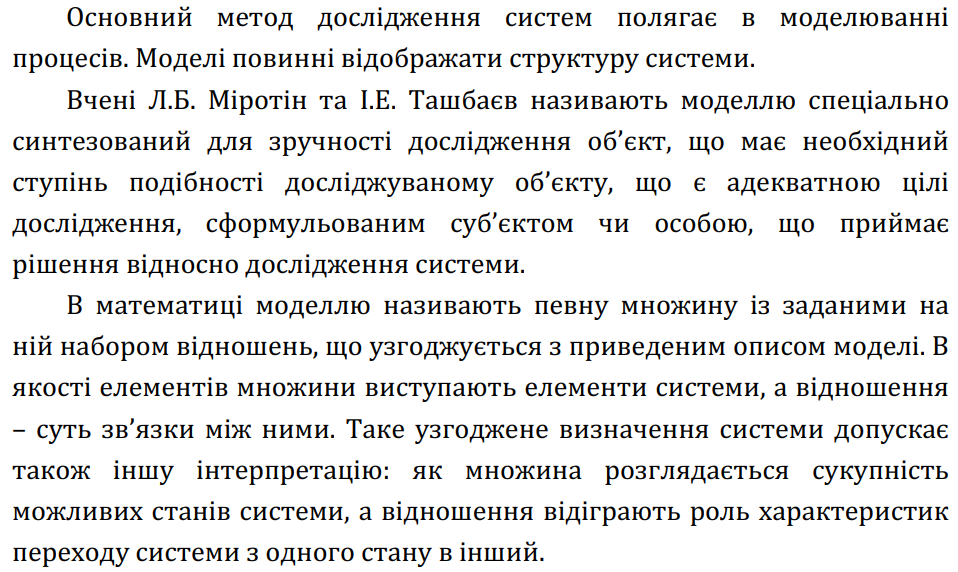 Основний метод дослідження систем полягає в моделюванні
процесів. Моделі повинні відображати структуру системи.
Вчені Л.Б. Міротін та І.Е. Ташбаєв називають моделлю спеціально
синтезований для зручності дослідження об’єкт, що має необхідний
ступінь подібності досліджуваному об’єкту, що є адекватною цілі
дослідження, сформульованим суб’єктом чи особою, що приймає
рішення відносно дослідження системи.
В математиці моделлю називають певну множину із заданими на
ній набором відношень, що узгоджується з приведеним описом моделі. В
якості елементів множини виступають елементи системи, а відношення
– суть зв’язки між ними. Таке узгоджене визначення системи допускає
також іншу інтерпретацію: як множина розглядається сукупність
можливих станів системи, а відношення відіграють роль характеристик
переходу системи з одного стану в інший.